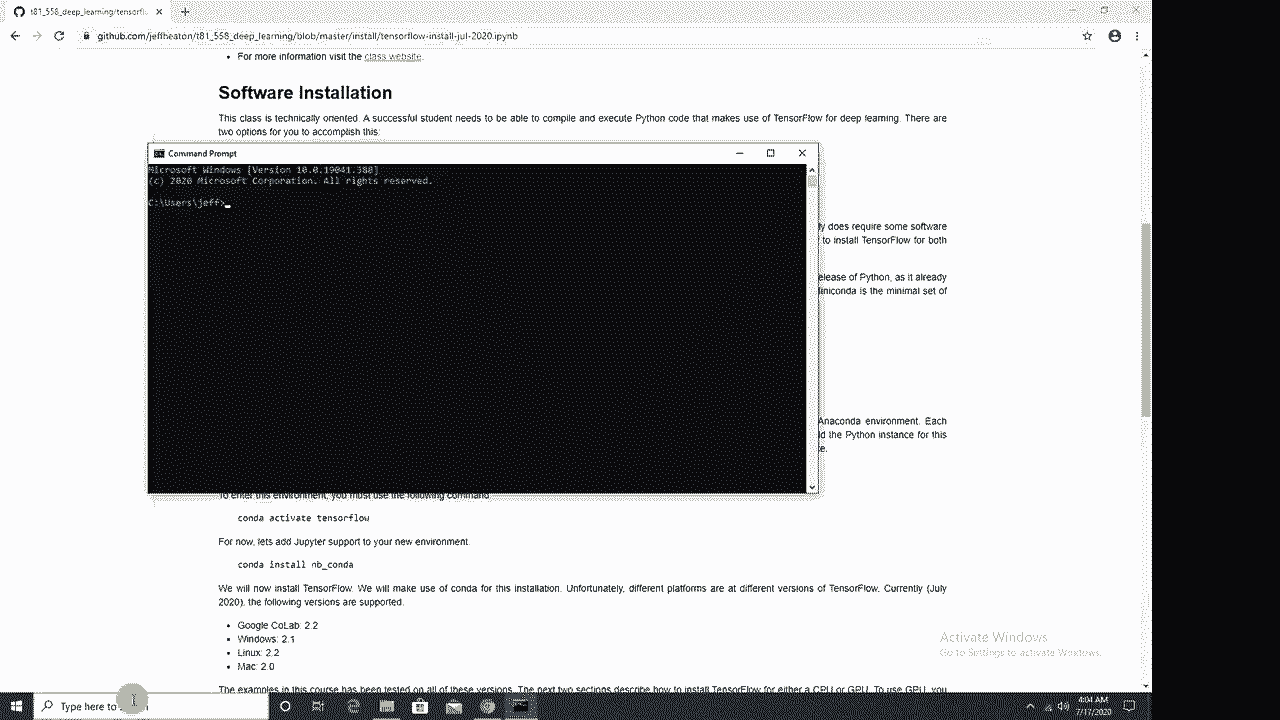 t81_558_deep_learning/tensorfl
github.com/jeffheaton/t81_558_deep_learning/blob/master/install/tensorflow-install-jul-2020.ipynb
For more information visit the class website.
Software Installation
This class is technically oriented. A successful student needs to be able to compile and execute Python code that makes use of TensorFlow for deep learning. There are
two options for you to accomplish this:
Command Prompt
Microsoft Windows [Version 10.0.19041.388]
(c) 2020 Microsoft Corporation. All rights reserved.
C:\Users\jeff>
ly does require some software
to install TensorFlow for both
elease of Python, as it already
iniconda is the minimal set of
Anaconda environment. Each
d the Python instance for this
e.
To enter this environment, you must use the following command
conda activate tensorflow
For now, lets add Jupyter support to your new environment.
conda install nb_conda
We will now install TensorFlow. We will make use of conda for this installation. Unfortunately, different platforms are at different versions of TensorFlow. Currently (July
2020), the following versions are supported.
Google CoLab: 2.2
Windows: 2.1
Linux: 2.2
Mac: 2.0
Activate Windows
Go to Settings to activate Windows.
The examples in this course has been tested on all of these versions. The next two sections describe how to install TensorFlow for either a CPU or GPU. To use GPU, you
Type here to
4:04 AM
7/17/2020